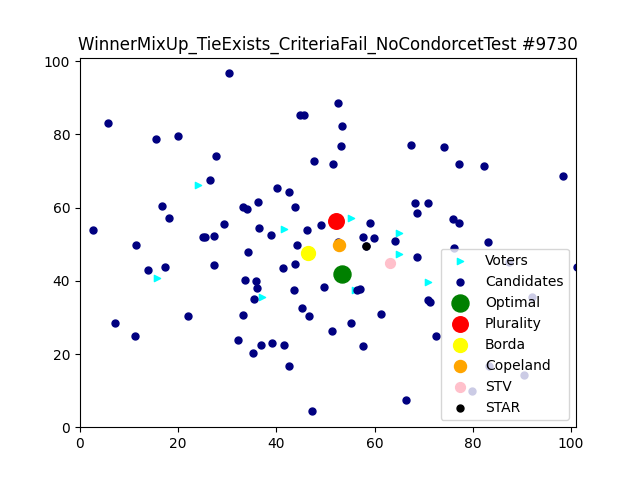 WinnerMixUp_TieExists_CriteriaFail_NoCondorcetTest #9730
100
80
60
40
20
0
0 20 40 60 80 100
Voters
Candidates
Optimal
Plurality
Borda
Copeland
STV
STAR